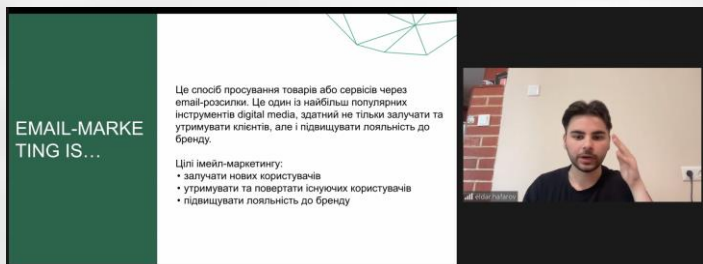 EMAIL-MARKE
TING IS...
Це спосіб просування товарів або сервісів через
email-розсилки. Це один із найбільш популярних
інструментів digital media, здатний не тільки залучати та
утримувати клієнтів, але і підвищувати лояльність до
бренду.
Цілі імейл-маркетингу:
• залучати нових користувачів
• утримувати та повертати існуючих користувачів
• підвищувати лояльність до бренду
eldar.nafarov